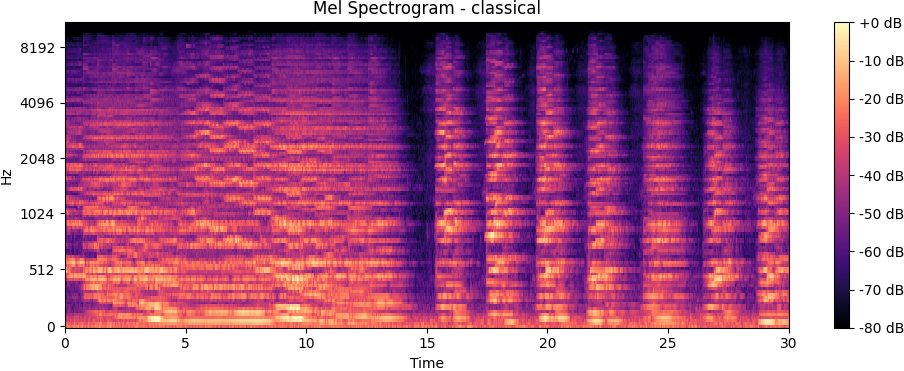 Mel Spectrogram - classical
Hz
8192
4096
2048
1024
512
0
0 5 10 15 20 25 30
Time
+0 dB
-10 dB
-20 dB
-30 dB
-40 dB
-50 dB
-60 dB
-70 dB
-80 dB